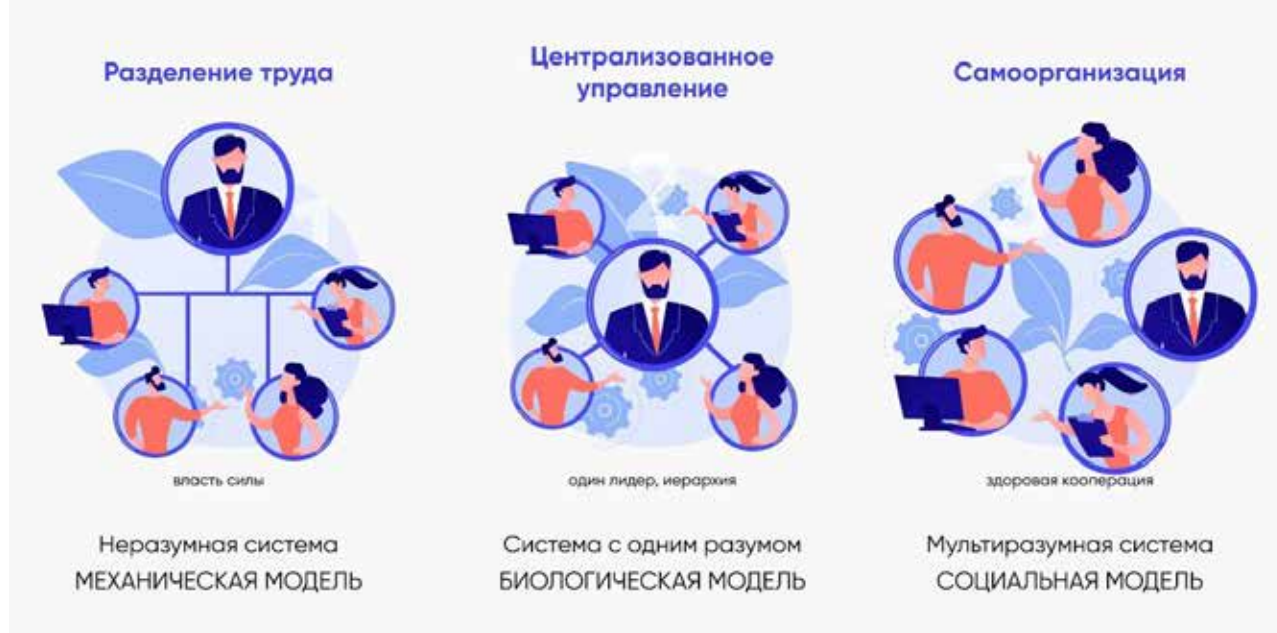 Разделение труда
власть силы
Неразумная система
МЕХАНИЧЕСКАЯ МОДЕЛЬ
Централизованное
управление
один лидер, иерархия
Система с одним разумом
БИОЛОГИЧЕСКАЯ МОДЕЛЬ
Самоорганизация
здоровая кооперация
Мультиразумная система
СОЦИАЛЬНАЯ МОДЕЛЬ